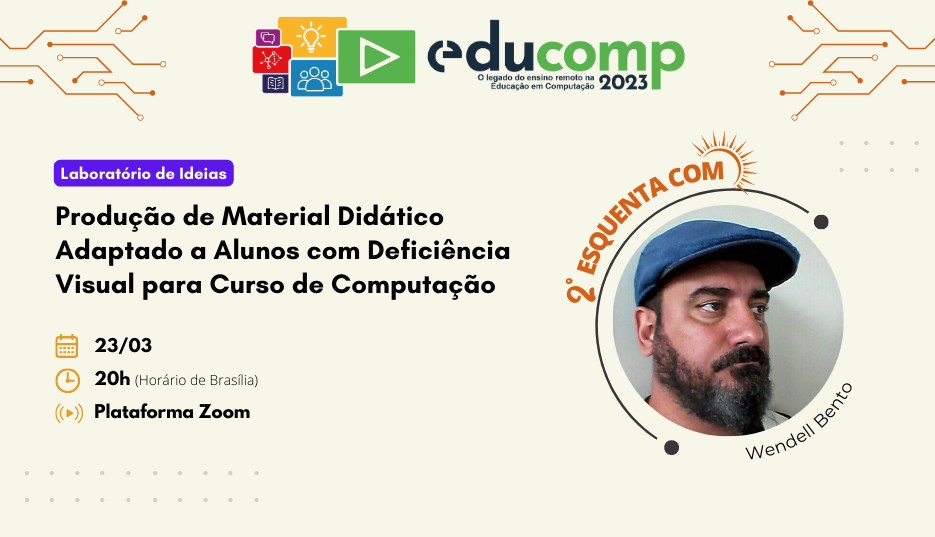 educomp
O legado do ensino remoto na
Educação em Computação 2023
Laboratório de Ideias
Produção de Material Didático
Adaptado a Alunos com Deficiência
Visual para Curso de Computação
23/03
20h (Horário de Brasília)
Plataforma Zoom
2° ESQUENTA COM
Wendell Bento